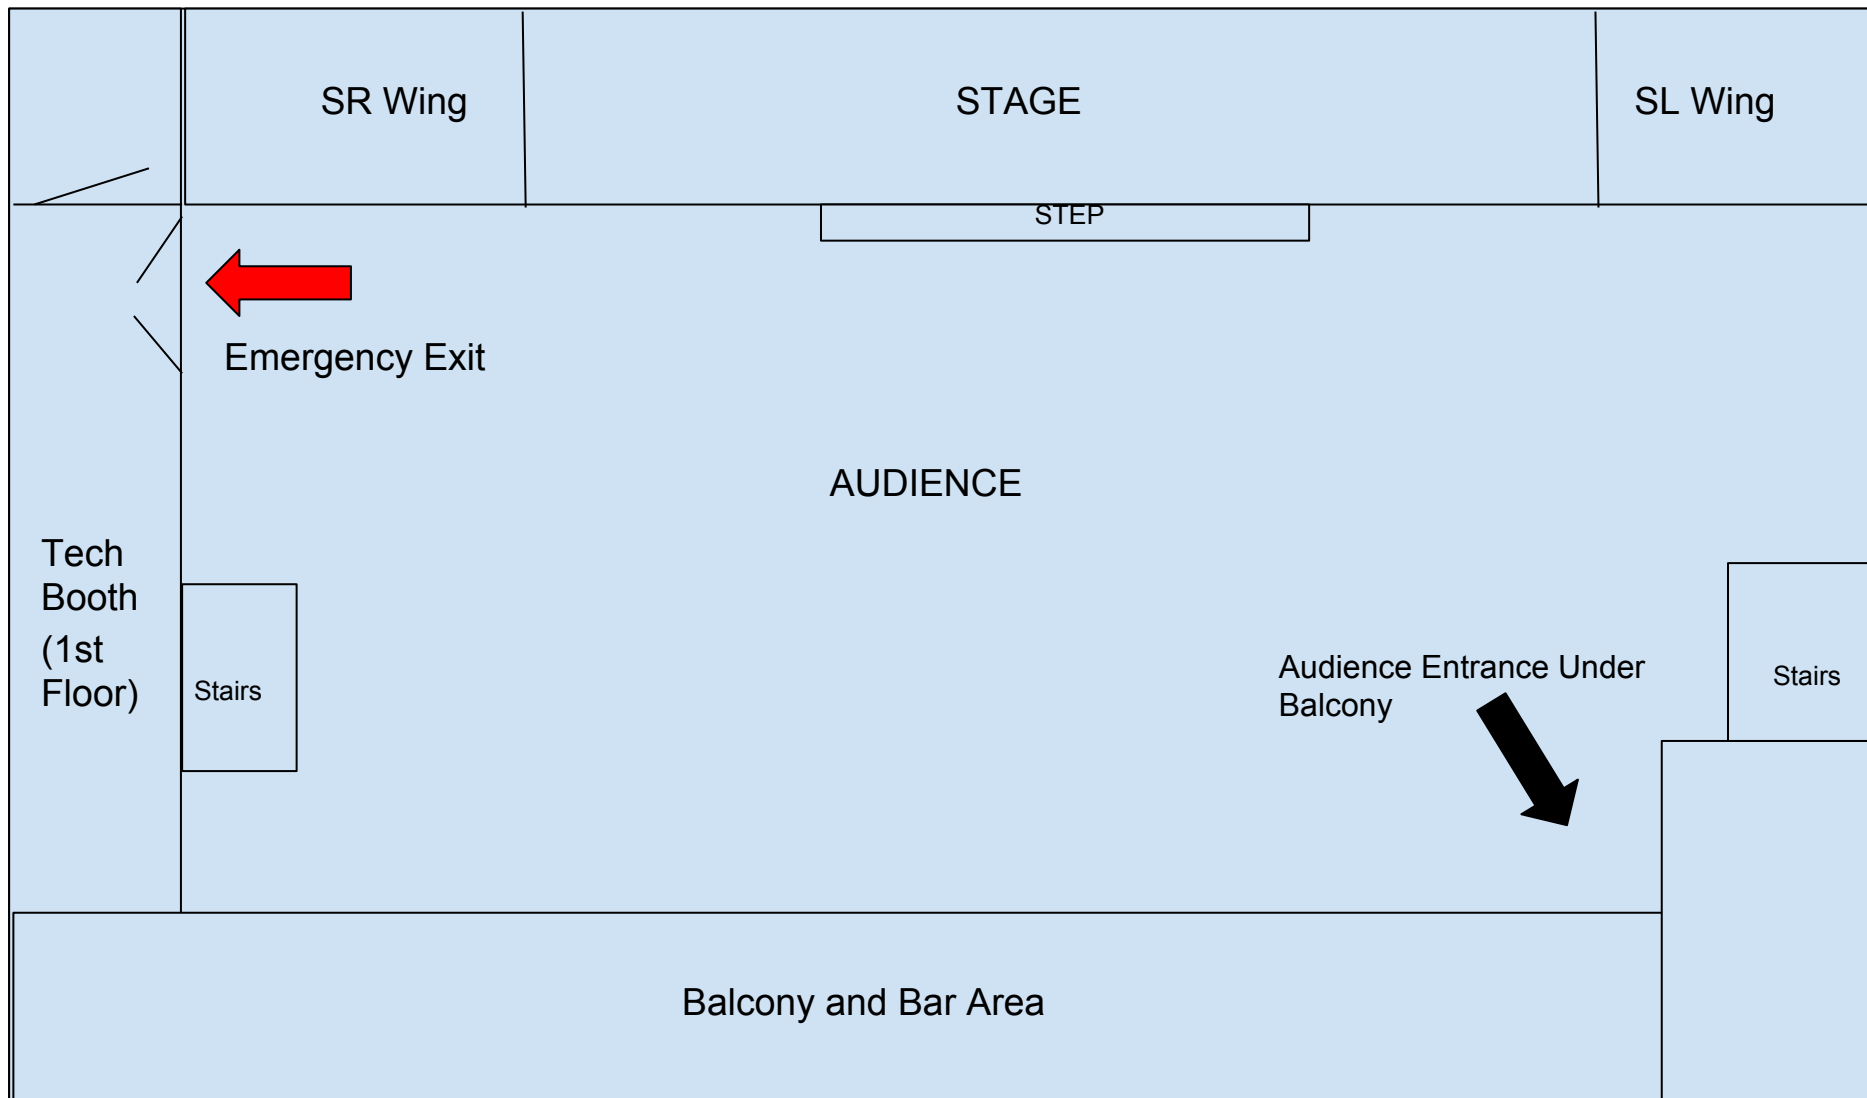 SR Wing
STAGE
SL Wing
STEP
Emergency Exit
AUDIENCE
Tech
Booth
(1st
Floor)
Stairs
Audience Entrance Under
Balcony
Stairs
Balcony and Bar Area